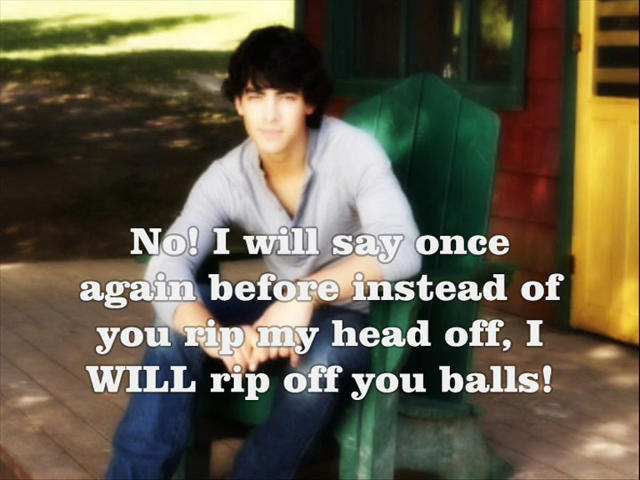 No! I will say once
again before instead of
you rip my head off, I
WILL rip off you balls!